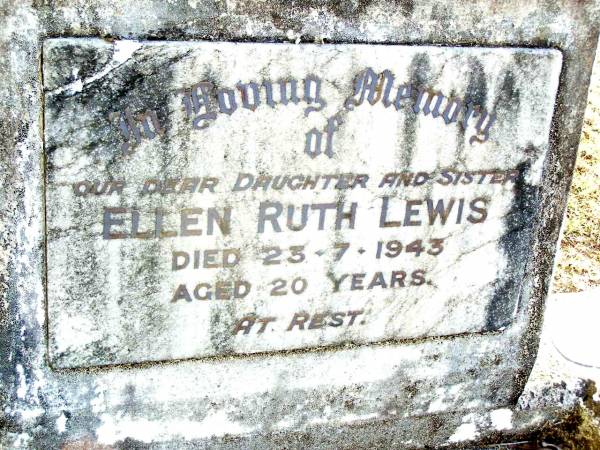 In Loving Memory
of
OUR DEAR DAUGHTER AND SISTER
ELLEN RUTH LEWIS
DIED 23-7-1943
AGED 20 YEARS.
AT REST.